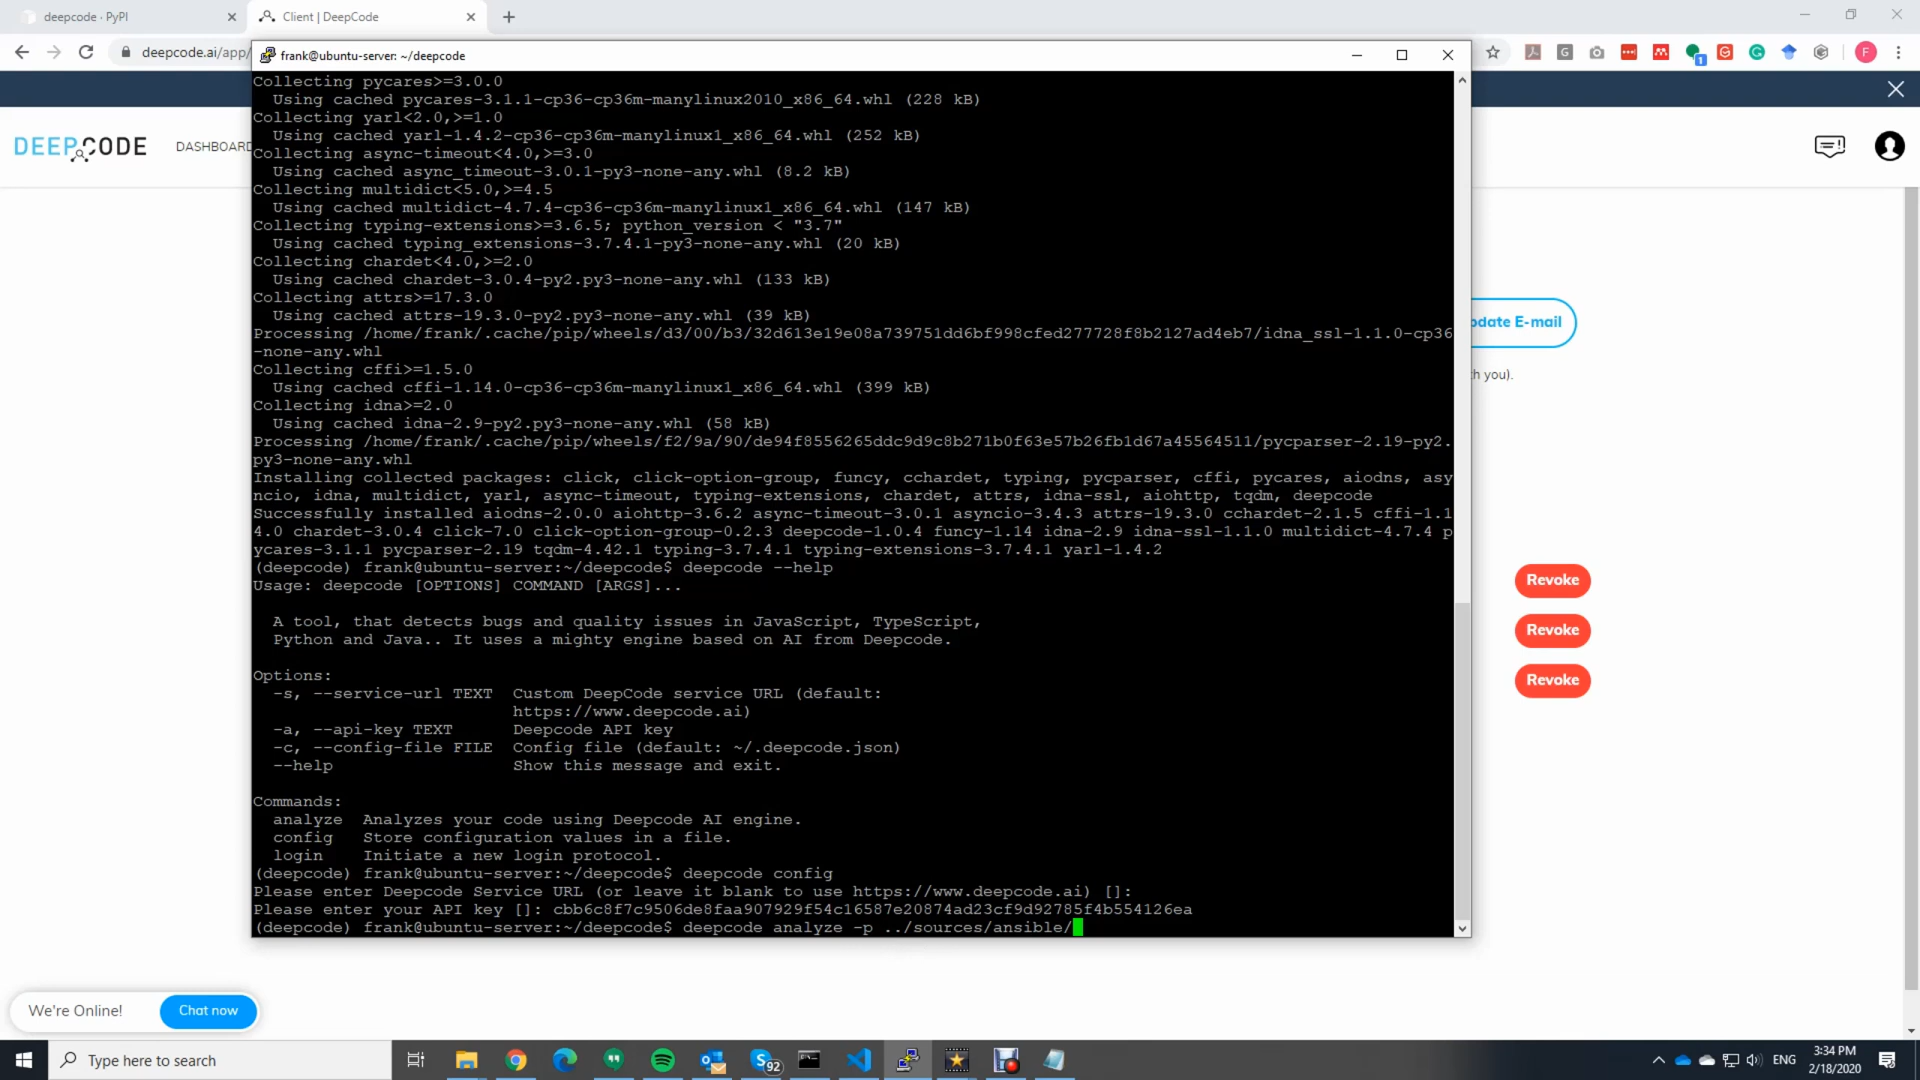 deepcode · PyPI
Client | DeepCode
deepcode.ai/app/
frank@ubuntu-server: ~/deepcode
DEEPCODE
DASHBOARD
Collecting pycares>=3.0.0
Using cached pycares-3.1.1-cp36-cp36m-manylinux2010_x86_64.whl (228 kB)
Collecting yarl<2.0,>=1.0
Using cached yarl-1.4.2-cp36-cp36m-manylinux1_x86_64.whl (252 kB)
Collecting async-timeout<4.0,>=3.0
Using cached async_timeout-3.0.1-py3-none-any.whl (8.2 kB)
Collecting multidict<5.0,>=4.5
Using cached multidict-4.7.4-cp36-cp36m-manylinux1_x86_64.whl (147 kB)
Collecting typing-extensions>=3.6.5; python_version < "3.7"
Using cached typing_extensions-3.7.4.1-py3-none-any.whl (20 kB)
Collecting chardet<4.0,>=2.0
Using cached chardet-3.0.4-py2.py3-none-any.whl (133 kB)
Collecting attrs>=17.3.0
Using cached attrs-19.3.0-py2.py3-none-any.whl (39 kB)
Processing /home/frank/.cache/pip/wheels/d3/00/b3/32d613e19e08a739751dd6bf998cfed277728f8b2127ad4eb7/idna_ssl-1.1.0-cp36
-none-any.whl
Collecting cffi>=1.5.0
Using cached cffi-1.14.0-cp36-cp36m-manylinux1_x86_64.whl (399 kB)
Collecting idna>=2.0
Using cached idna-2.9-py2.py3-none-any.whl (58 kB)
Processing /home/frank/.cache/pip/wheels/f2/9a/90/de94f8556265ddc9d9c8b271b0f63e57b26fb1d67a45564511/pycparser-2.19-py2.
py3-none-any.whl
Installing collected packages: click, click-option-group, funcy, cchardet, typing, pycparser, cffi, pycares, aiodns, asy
ncio, idna, multidict, yarl, async-timeout, typing-extensions, chardet, attrs, idna-ssl, aiohttp, tqdm, deepcode
Successfully installed aiodns-2.0.0 aiohttp-3.6.2 async-timeout-3.0.1 asyncio-3.4.3 attrs-19.3.0 cchardet-2.1.5 cffi-1.1
4.0 chardet-3.0.4 click-7.0 click-option-group-0.2.3 deepcode-1.0.4 funcy-1.14 idna-2.9 idna-ssl-1.1.0 multidict-4.7.4 p
ycares-3.1.1 pycparser-2.19 tqdm-4.42.1 typing-3.7.4.1 typing-extensions-3.7.4.1 yarl-1.4.2
(deepcode) frank@ubuntu-server:~/deepcode$ deepcode --help
Usage: deepcode [OPTIONS] COMMAND [ARGS]...
A tool, that detects bugs and quality issues in JavaScript, TypeScript,
Python and Java.. It uses a mighty engine based on AI from Deepcode.
Options:
-s, --service-url TEXT  Custom DeepCode service URL (default:
https://www.deepcode.ai)
-a, --api-key TEXT      Deepcode API key
-c, --config-file FILE  Config file (default: ~/.deepcode.json)
--help                  Show this message and exit.
Commands:
analyze  Analyzes your code using Deepcode AI engine.
config   Store configuration values in a file.
login    Initiate a new login protocol.
(deepcode) frank@ubuntu-server:~/deepcode$ deepcode config
Please enter Deepcode Service URL (or leave it blank to use https://www.deepcode.ai) []:
Please enter your API key []: cbb6c8f7c9506de8faa907929f54c16587e20874ad23cf9d92785f4b554126ea
(deepcode) frank@ubuntu-server:~/deepcode$ deepcode analyze -p ../sources/ansible/
pdate E-mail
h you).
Revoke
Revoke
Revoke
We're Online!
Chat now
Type here to search
92
ENG
3:34 PM
2/18/2020